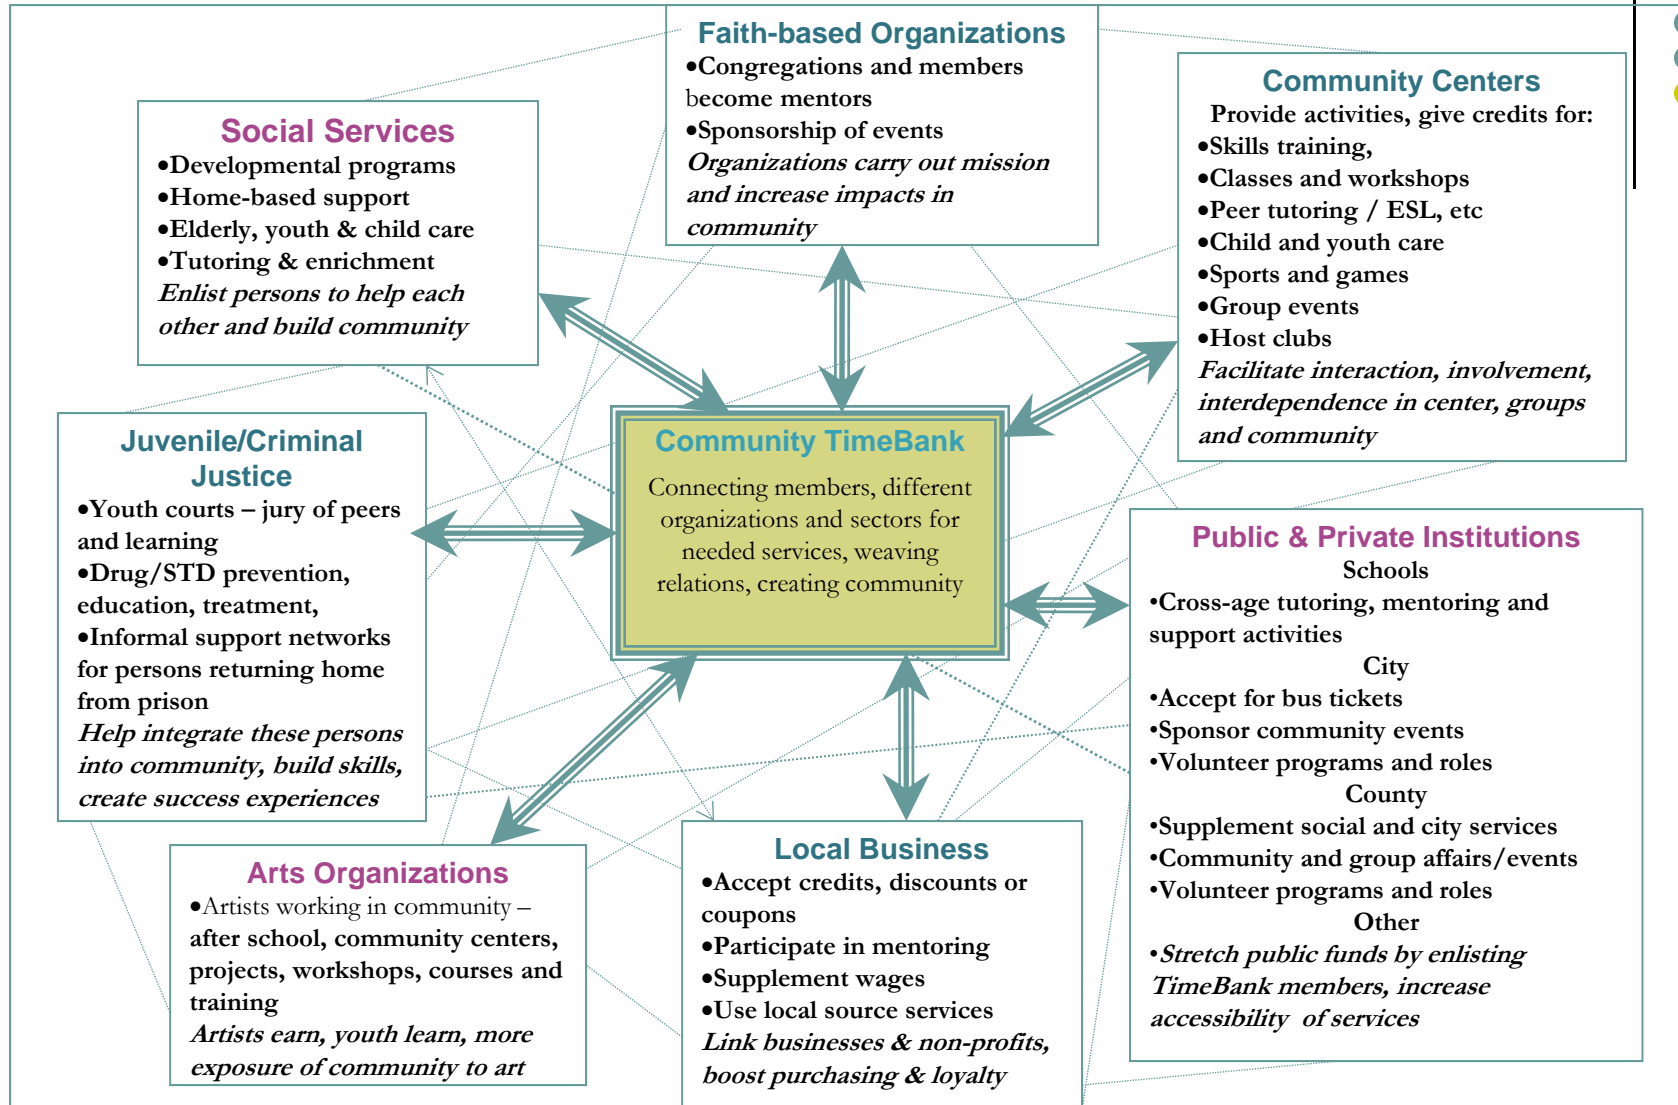 Faith-based Organizations
•Congregations and members
become mentors
•Sponsorship of events
Organizations carry out mission
and increase impacts in
community
Community Centers
Provide activities, give credits for:
•Skills training,
•Classes and workshops
•Peer tutoring / ESL, etc
•Child and youth care
•Sports and games
•Group events
•Host clubs
Facilitate interaction, involvement,
interdependence in center, groups
and community
Social Services
•Developmental programs
•Home-based support
•Elderly, youth & child care
•Tutoring & enrichment
Enlist persons to help each
other and build community
Community TimeBank
Connecting members, different
organizations and sectors for
needed services, weaving
relations, creating community
Juvenile/Criminal
Justice
•Youth courts – jury of peers
and learning
•Drug/STD prevention,
education, treatment,
•Informal support networks
for persons returning home
from prison
Help integrate these persons
into community, build skills,
create success experiences
Public & Private Institutions
Schools
•Cross-age tutoring, mentoring and
support activities
City
•Accept for bus tickets
•Sponsor community events
•Volunteer programs and roles
County
•Supplement social and city services
•Community and group affairs/events
•Volunteer programs and roles
Other
•Stretch public funds by enlisting
TimeBank members, increase
accessibility of services
Arts Organizations
•Artists working in community –
after school, community centers,
projects, workshops, courses and
training
Artists earn, youth learn, more
exposure of community to art
Local Business
•Accept credits, discounts or
coupons
•Participate in mentoring
•Supplement wages
•Use local source services
Link businesses & non-profits,
boost purchasing & loyalty